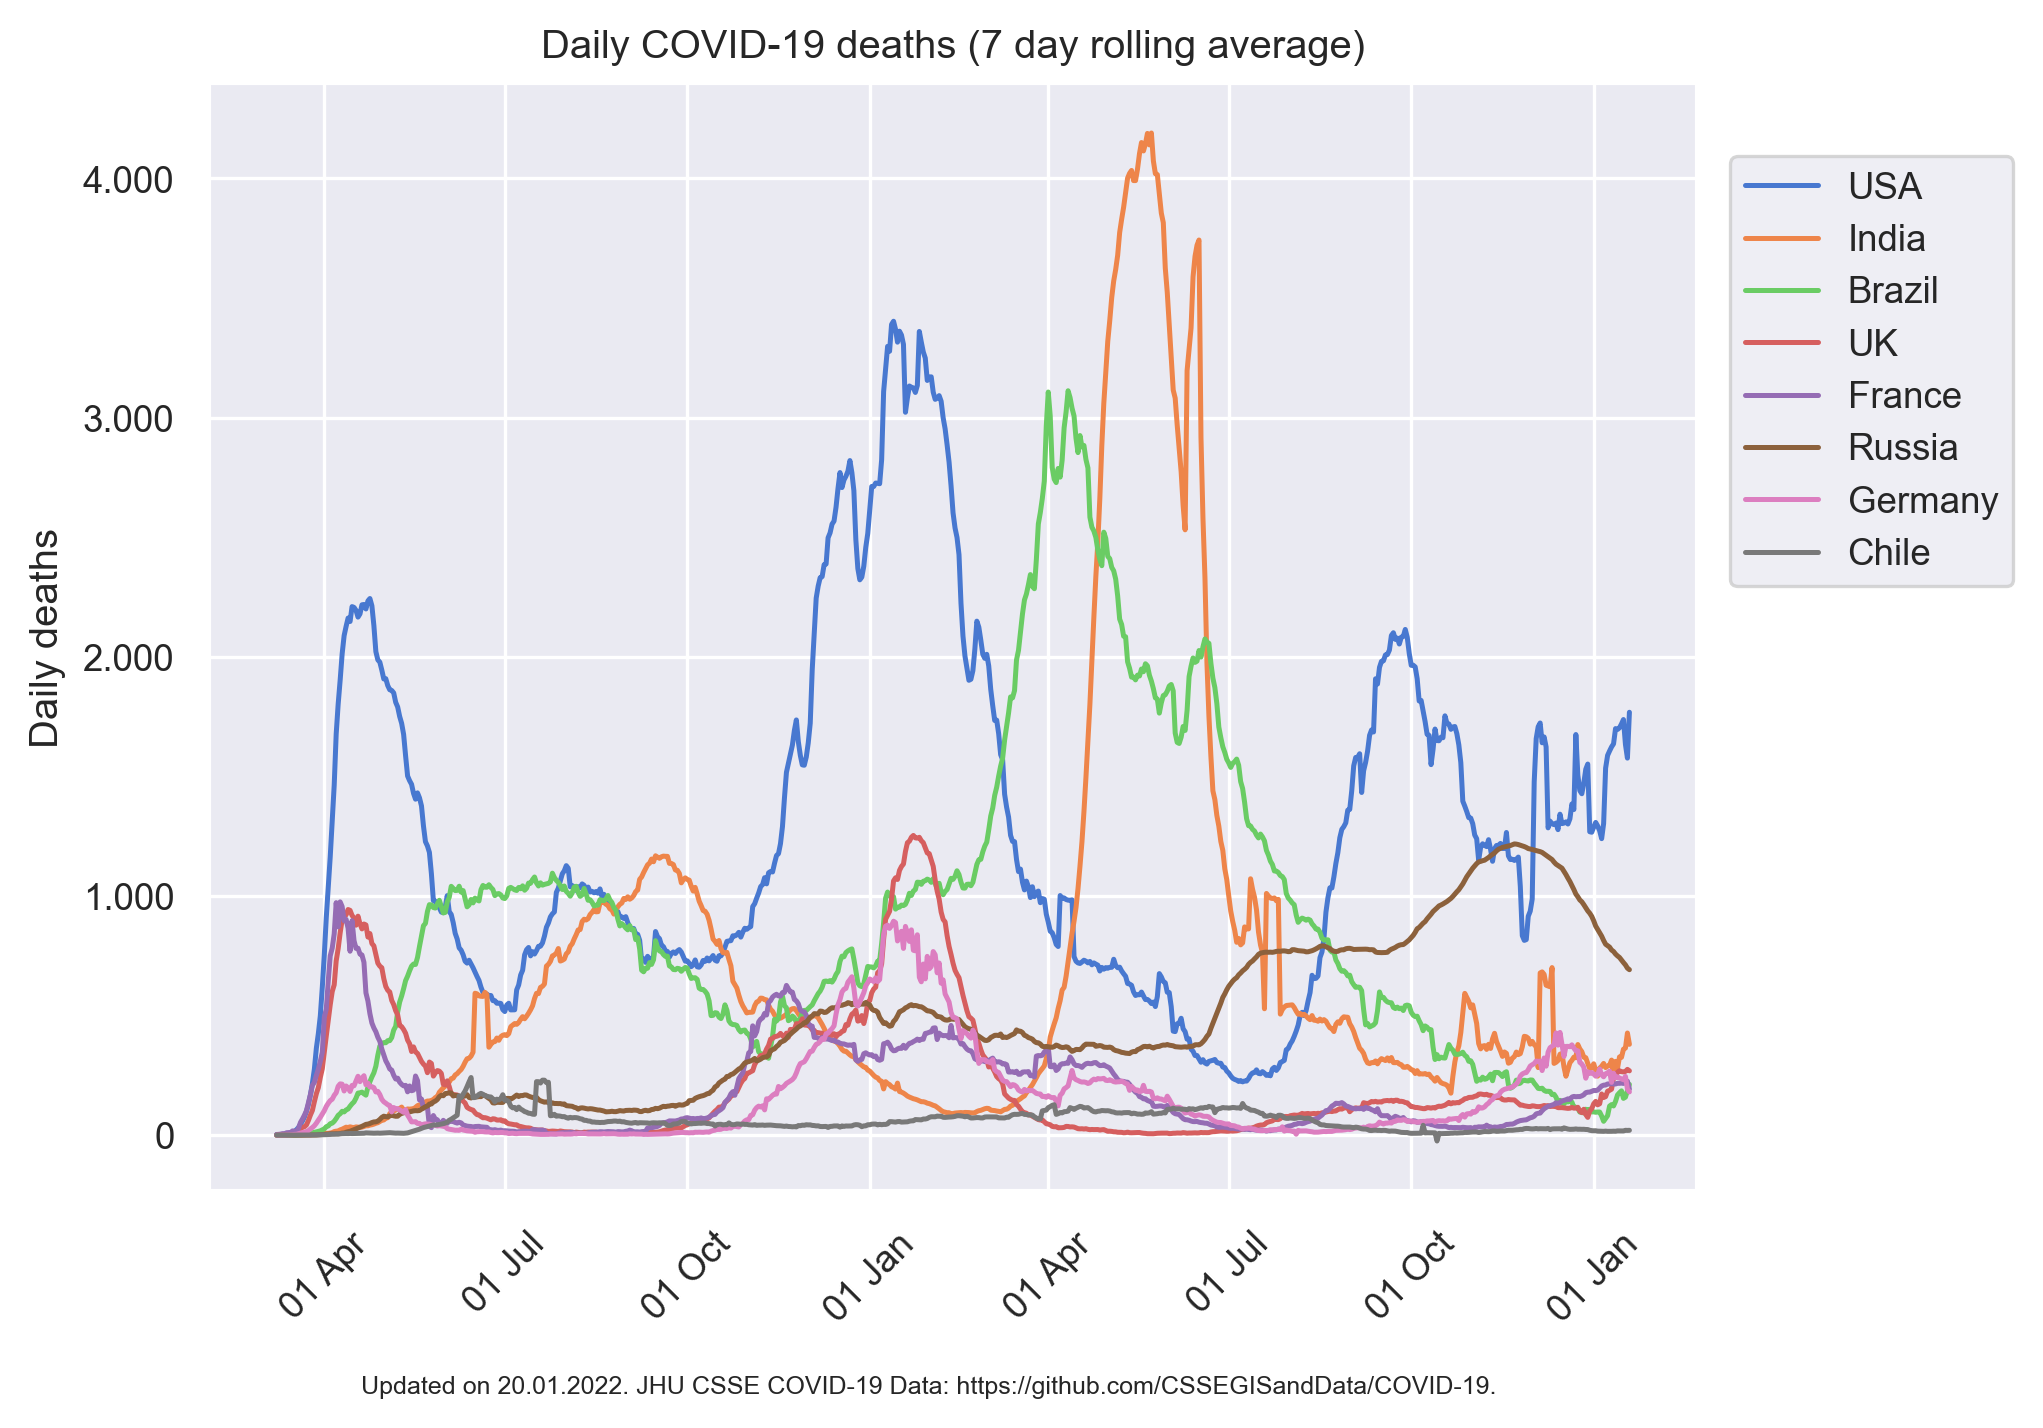 Daily COVID-19 deaths (7 day rolling average)
Daily deaths
4.000
3.000
2.000
1.000
0
01 Apr
01 Jul
01 Oct
01 Jan
01 Apr
01 Jul
01 Oct
01 Jan
USA
India
Brazil
UK
France
Russia
Germany
Chile
Updated on 20.01.2022. JHU CSSE COVID-19 Data: https://github.com/CSSEGISandData/COVID-19.